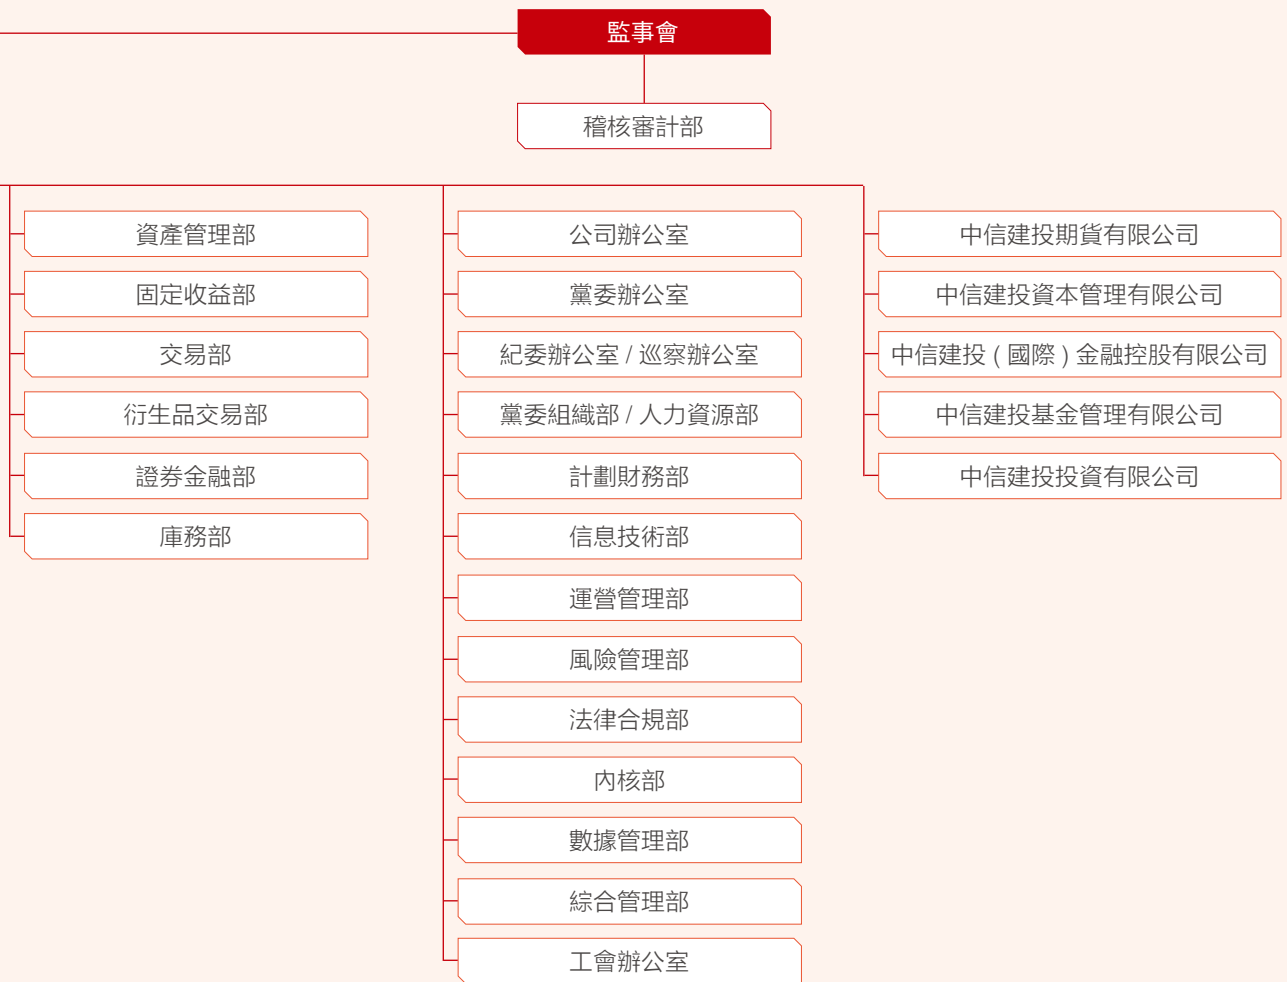 監事會
稽核審計部
資產管理部
固定收益部
交易部
衍生品交易部
證券金融部
庫務部
公司辦公室
黨委辦公室
紀委辦公室 / 巡察辦公室
黨委組織部 / 人力資源部
計劃財務部
信息技術部
運營管理部
風險管理部
法律合規部
內核部
數據管理部
綜合管理部
工會辦公室
中信建投期貨有限公司
中信建投資本管理有限公司
中信建投 ( 國際 ) 金融控股有限公司
中信建投基金管理有限公司
中信建投投資有限公司